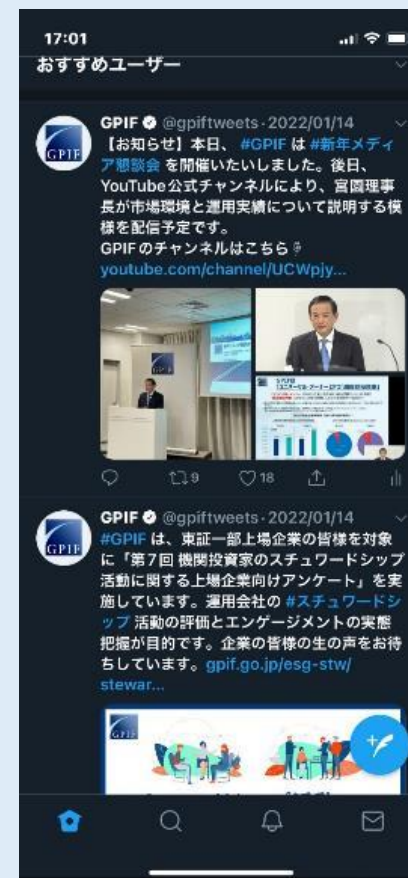 17:01
おすすめユーザー
GPIF @gpiftweets·2022/01/14
【お知らせ】本日、 #GPIF は #新年メディ
ア懇談会 を開催いたしました。後日、
YouTube公式チャンネルにより、宮園理事
長が市場環境と運用実績について説明する模
様を配信予定です。
GPIFのチャンネルはこちら
youtube.com/channel/UCWpjy...
9
18
GPIF @gpiftweets·2022/01/14
#GPIF は、東証一部上場企業の皆様を対象
に「第7回 機関投資家のスチュワードシップ
活動に関する上場企業向けアンケート」を実
施しています。運用会社の #スチュワードシ
ップ 活動の評価とエンゲージメントの実態
把握が目的です。企業の皆様の生の声をお待
ちしています。gpif.go.jp/esg-stw/
stewar...
GPIF